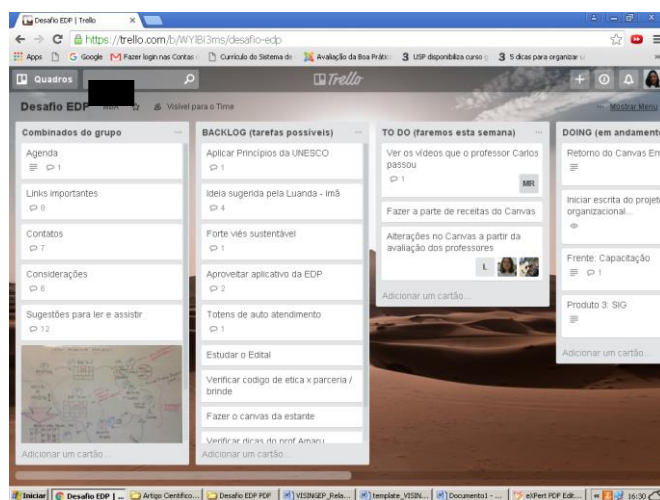 Desafio EDP | Trello
https://trello.com/b/WYlBI3ms/desafio-edp
Apps
Google
Fazer login nas Contas
Currículo do Sistema de
Avaliação da Boa Prátic
USP disponibiliza curso g
5 dicas para organizar
Quadros
Trello
Desafio EDP
Visível para o Time
Mostrar Menu
Combinados do grupo
Agenda
1
Links importantes
9
Contatos
7
Considerações
6
Sugestões para ler e assistir
12
Adicionar um cartão...
BACKLOG (tarefas possíveis)
Aplicar Princípios da UNESCO
1
Ideia sugerida pela Luanda - imã
4
Forte viés sustentável
1
Aproveitar aplicativo da EDP
2
Totens de auto atendimento
1
Estudar o Edital
Verificar codigo de etica x parceria /
brinde
Fazer o canvas da estante
Verificar dicas do prof Amaru
Adicionar um cartão...
TO DO (faremos esta semana)
Ver os vídeos que o professor Carlos
passou
1
MR
Fazer a parte de receitas do Canvas
Alterações no Canvas a partir da
avaliação dos professores
L
Adicionar um cartão...
DOING (em andamento
Retorno do Canvas En
Iniciar escrita do projet
organizacional...
Frente: Capacitação
1
Produto 3: SIG
Adicionar um cartão...
Iniciar
Desafio EDP | ...
Artigo Cientifico...
Desafio EDP PDF
VISINGEP_Rela...
template_VISIN...
Documento1 - ...
eXPert PDF Edit...
16:30